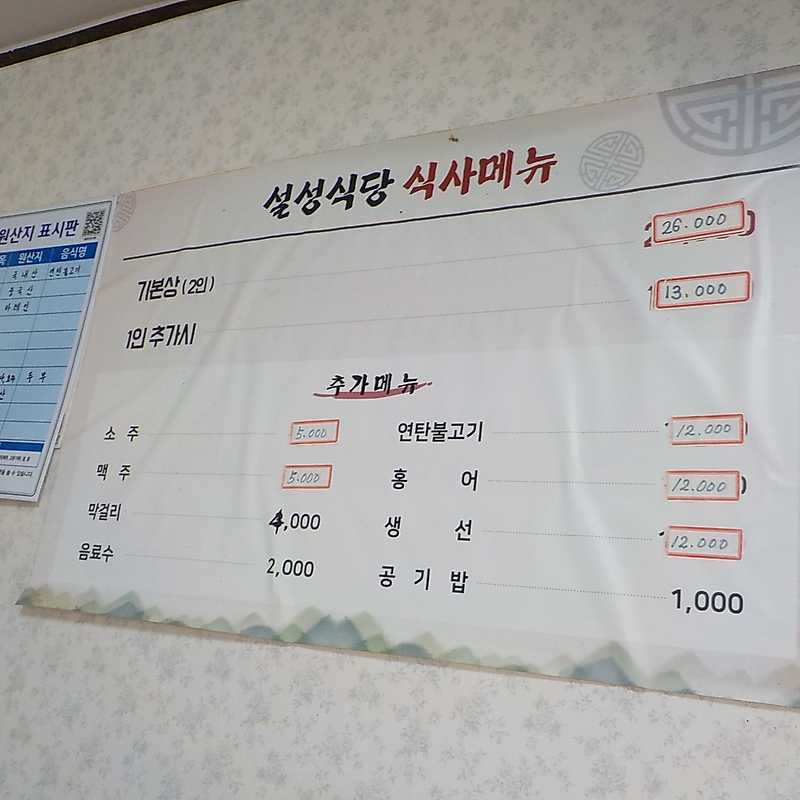 설성식당 식사메뉴
기본상 (2인) 26.000
1인 추가시 13.000
추가메뉴
소주 5.000
맥주 5.000
막걸리 4,000
음료수 2,000
연탄불고기 12.000
홍어 12.000
생선 12.000
공기밥 1,000
원산지 표시판
원산지 음식명
국내산 연탄불고기
중국산
두부